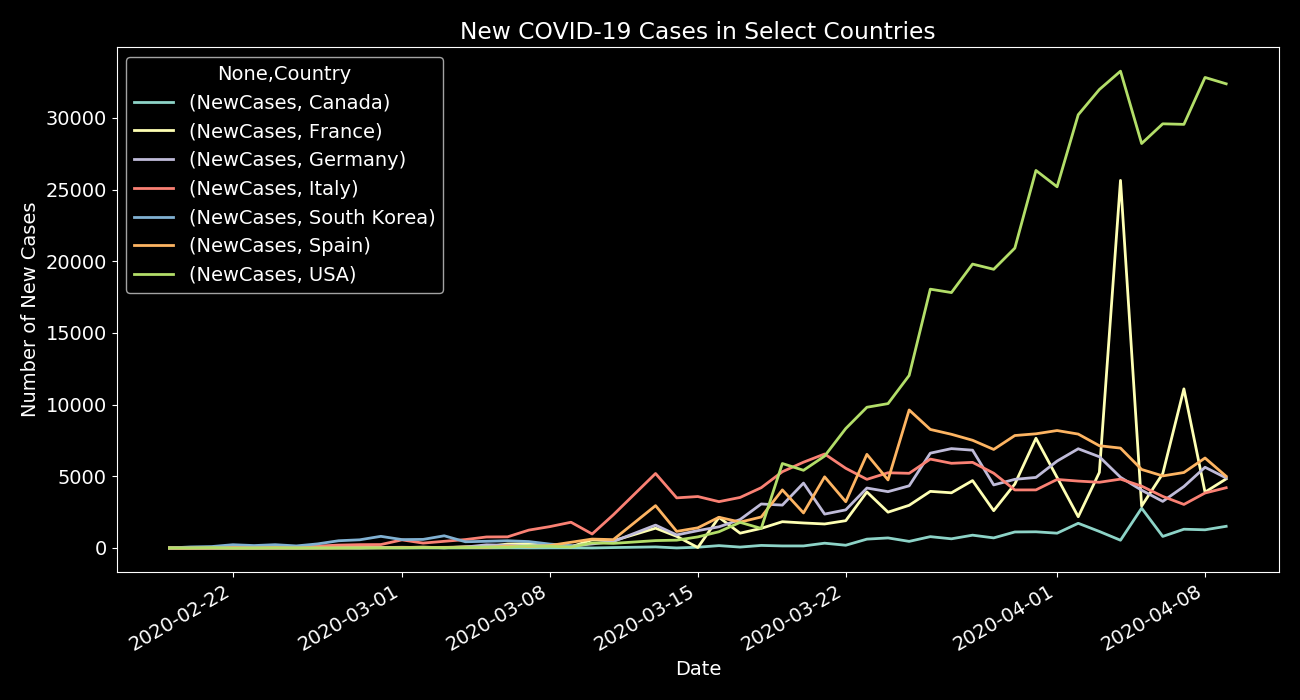 New COVID-19 Cases in Select Countries
None,Country
(NewCases, Canada)
(NewCases, France)
(NewCases, Germany)
(NewCases, Italy)
(NewCases, South Korea)
(NewCases, Spain)
(NewCases, USA)
Number of New Cases
30000
25000
20000
15000
10000
5000
0
2020-02-22
2020-03-01
2020-03-08
2020-03-15
2020-03-22
2020-04-01
2020-04-08
Date